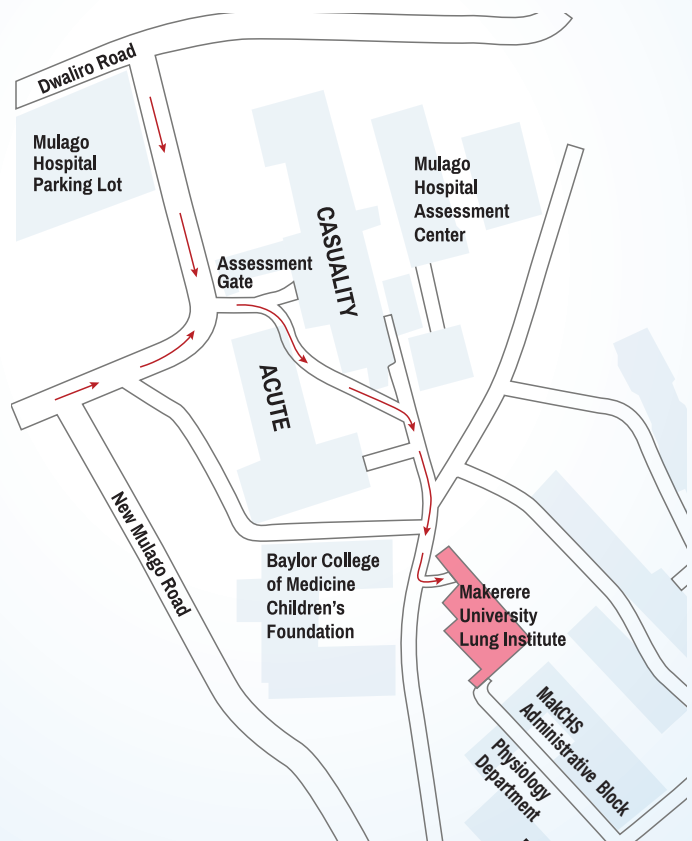 Dwaliro Road
Mulago
Hospital
Parking Lot
Mulago
Hospital
Assessment
Center
CASUALITY
Assessment
Gate
ACUTE
New Mulago Road
Baylor College
of Medicine
Children's
Foundation
Makerere
University
Lung Institute
MakCHS
Administrative Block
Physiology
Department